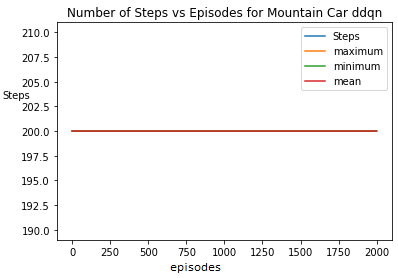 Number of Steps vs Episodes for Mountain Car ddqn
210.0
207.5
205.0
202.5
200.0
197.5
195.0
192.5
190.0
Steps
Steps
maximum
minimum
mean
0 250 500 750 1000 1250 1500 1750 2000
episodes